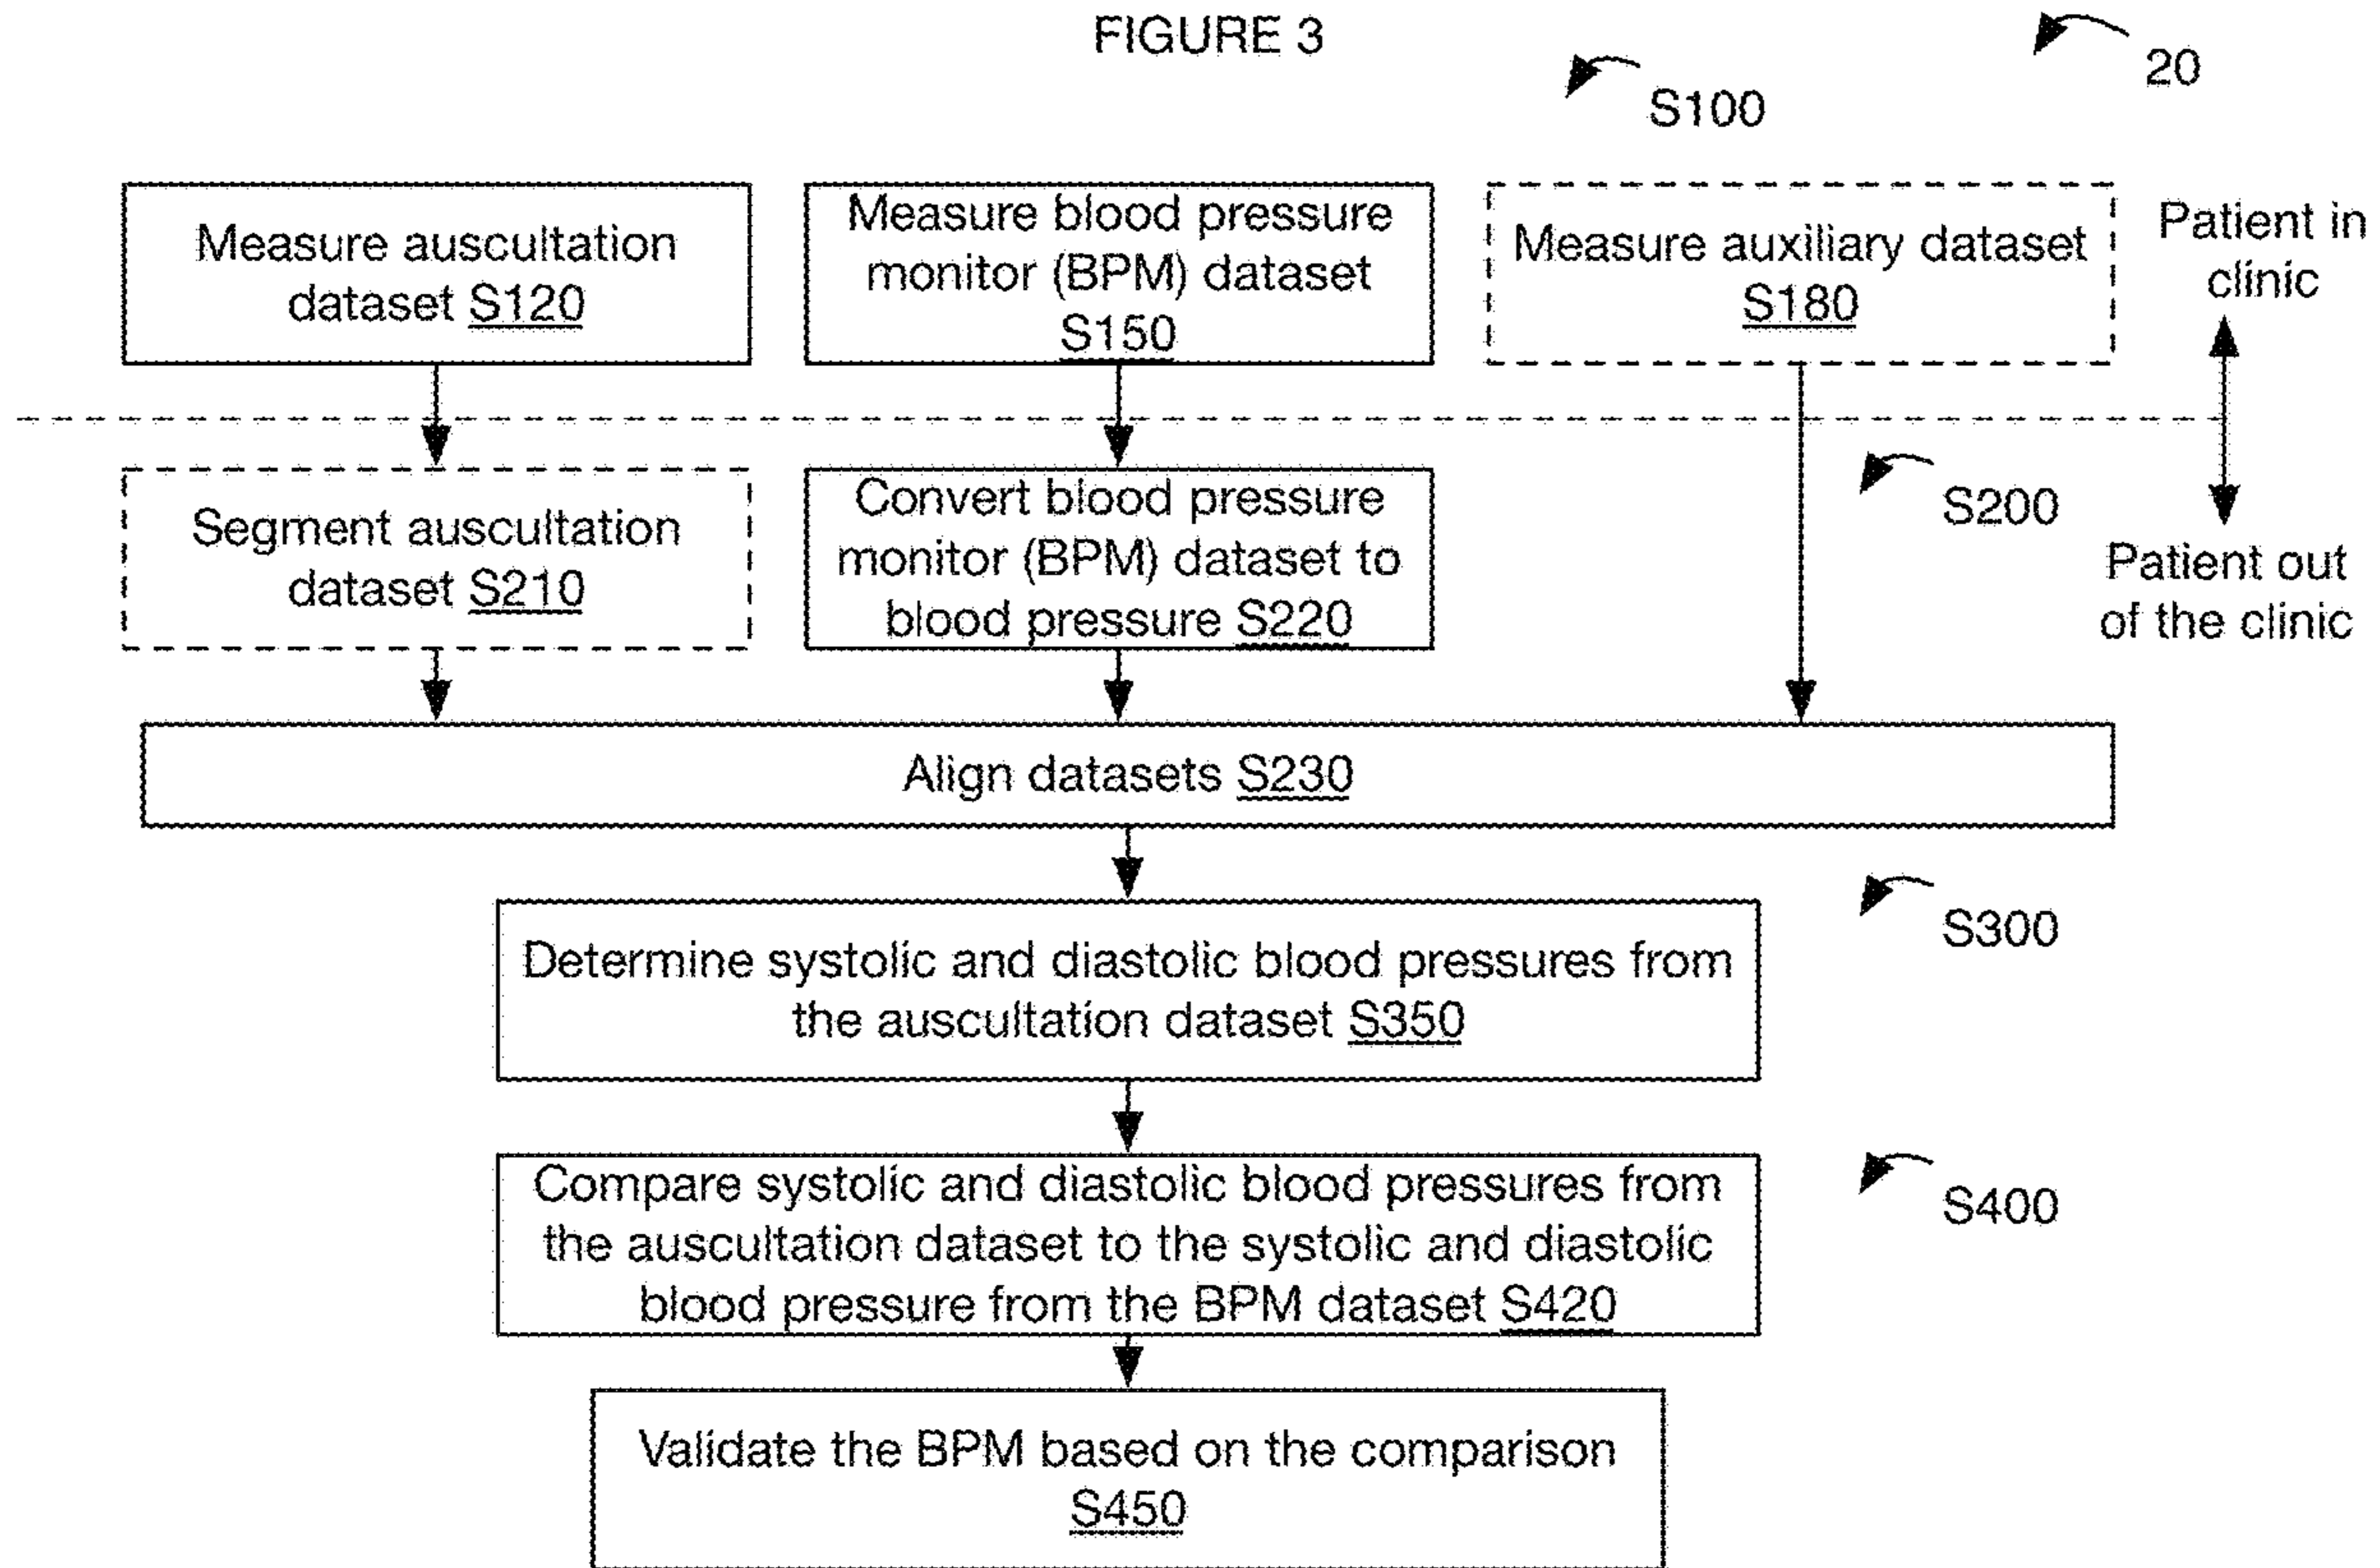 FIGURE 3
20
S100
Measure auscultation
dataset S120
Measure blood pressure
monitor (BPM) dataset
S150
Measure auxiliary dataset
S180
Patient in
clinic
Segment auscultation
dataset S210
Convert blood pressure
monitor (BPM) dataset to
blood pressure S220
S200
Patient out
of the clinic
Align datasets S230
Determine systolic and diastolic blood pressures from
the auscultation dataset S350
S300
Compare systolic and diastolic blood pressures from
the auscultation dataset to the systolic and diastolic
blood pressure from the BPM dataset S420
S400
Validate the BPM based on the comparison
S450